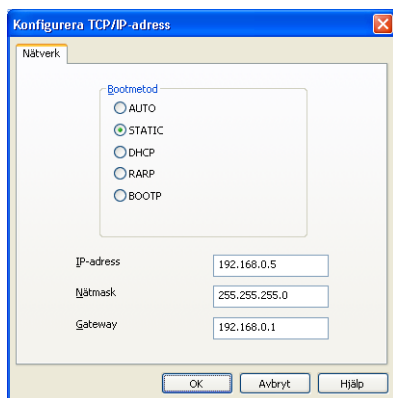 Konfigurera TCP/IP-adress
Nätverk
Bootmetod
AUTO
STATIC
DHCP
RARP
BOOTP
IP-adress 192.168.0.5
Nätmask 255.255.255.0
Gateway 192.168.0.1
OK Avbryt Hjälp